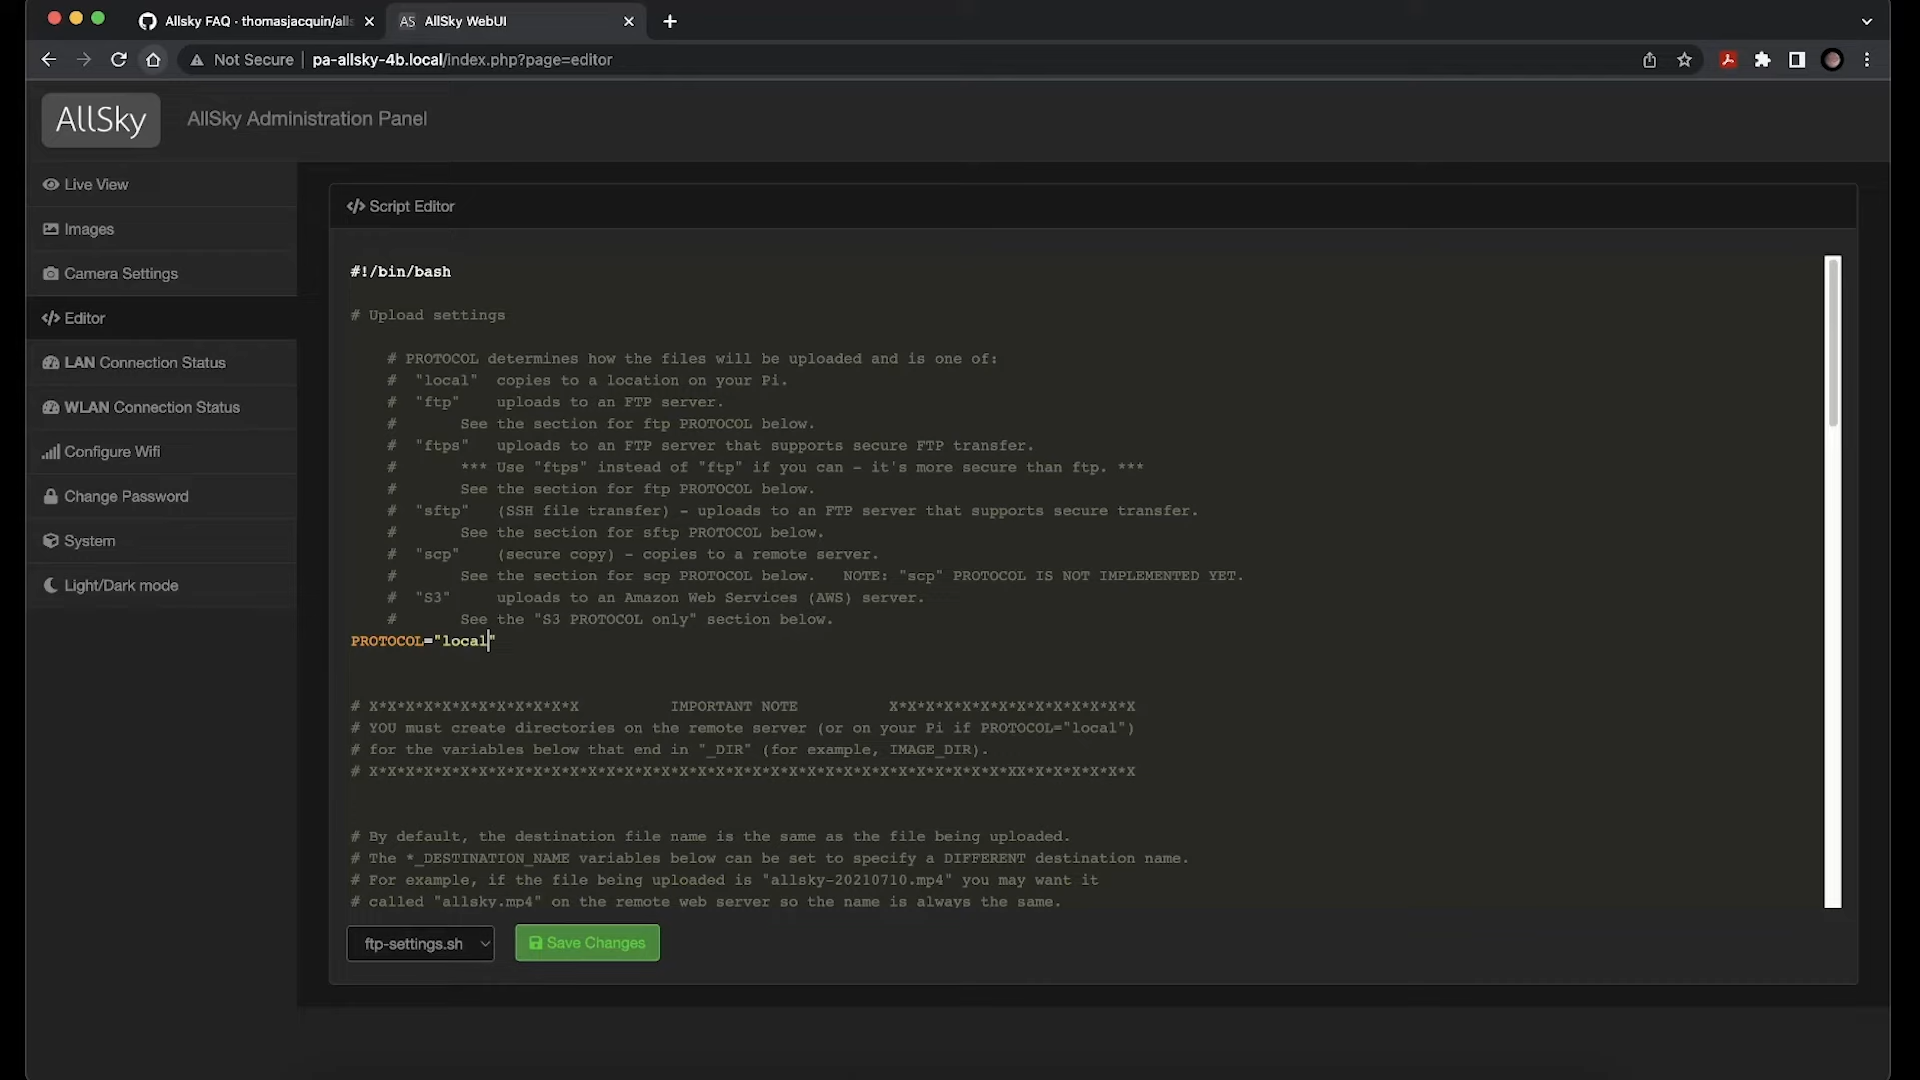 Allsky FAQ · thomasjacquin/alls
AS AllSky WebUI
Not Secure | pa-allsky-4b.local/index.php?page=editor
AllSky
AllSky Administration Panel
Live View
Images
Camera Settings
Editor
LAN Connection Status
WLAN Connection Status
Configure Wifi
Change Password
System
Light/Dark mode
Script Editor
#!/bin/bash
# Upload settings
# PROTOCOL determines how the files will be uploaded and is one of:
# "local" copies to a location on your Pi.
# "ftp" uploads to an FTP server.
# See the section for ftp PROTOCOL below.
# "ftps" uploads to an FTP server that supports secure FTP transfer.
# *** Use "ftps" instead of "ftp" if you can - it's more secure than ftp. ***
# See the section for ftp PROTOCOL below.
# "sftp" (SSH file transfer) - uploads to an FTP server that supports secure transfer.
# See the section for sftp PROTOCOL below.
# "scp" (secure copy) - copies to a remote server.
# See the section for scp PROTOCOL below. NOTE: "scp" PROTOCOL IS NOT IMPLEMENTED YET.
# "S3" uploads to an Amazon Web Services (AWS) server.
# See the "S3 PROTOCOL only" section below.
PROTOCOL="local"
# X*X*X*X*X*X*X*X*X*X*X*X IMPORTANT NOTE X*X*X*X*X*X*X*X*X*X*X*X*X*X
# YOU must create directories on the remote server (or on your Pi if PROTOCOL="local")
# for the variables below that end in "_DIR" (for example, IMAGE_DIR).
# X*X*X*X*X*X*X*X*X*X*X*X*X*X*X*X*X*X*X*X*X*X*X*X*X*X*X*X*X*X*X*X*X*X*X*XX*X*X*X*X*X*X
# By default, the destination file name is the same as the file being uploaded.
# The *_DESTINATION_NAME variables below can be set to specify a DIFFERENT destination name.
# For example, if the file being uploaded is "allsky-20210710.mp4" you may want it
# called "allsky.mp4" on the remote web server so the name is always the same.
ftp-settings.sh
Save Changes